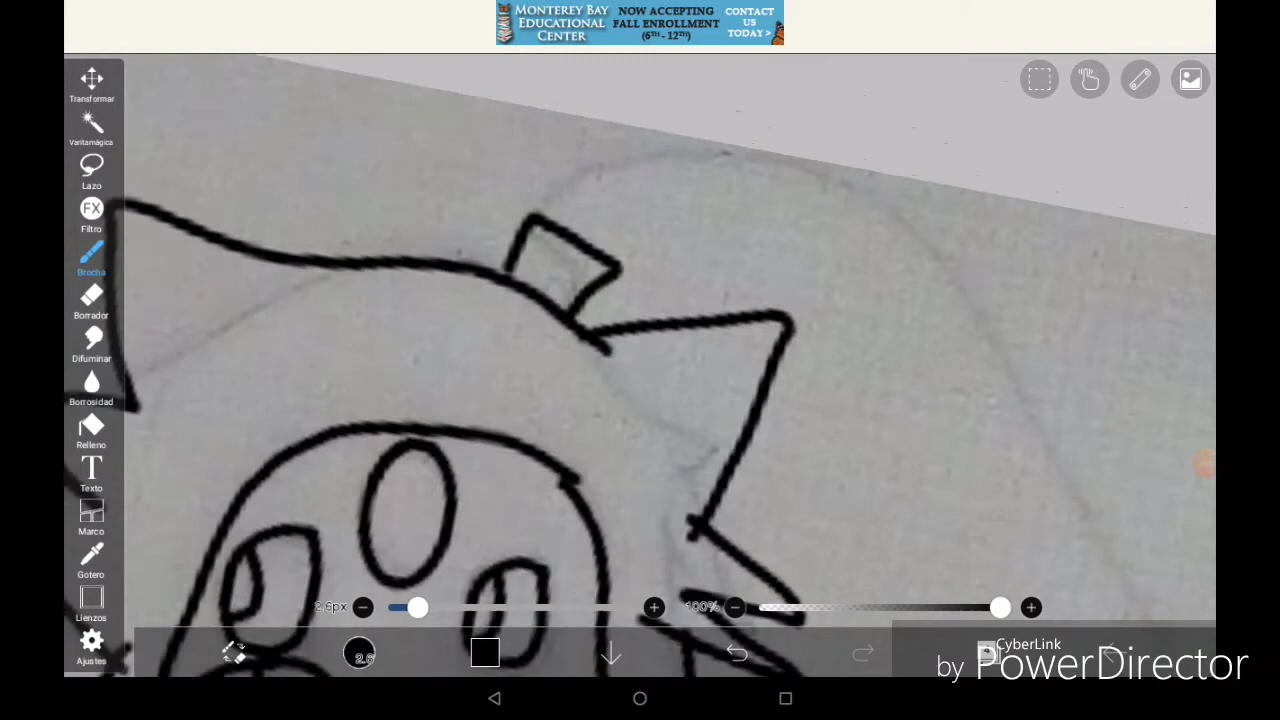 MONTEREY BAY
EDUCATIONAL
CENTER
NOW ACCEPTING
FALL ENROLLMENT
(6TH - 12TH)
CONTACT
US
TODAY >
Transformar
Varitamágica
Lazo
FX
Filtro
Brocha
Borrador
Difuminar
Borrosidad
Relleno
T
Texto
Marco
Gotero
Lienzos
Ajustes
2.6px
100%
2.6
CyberLink
by PowerDirector